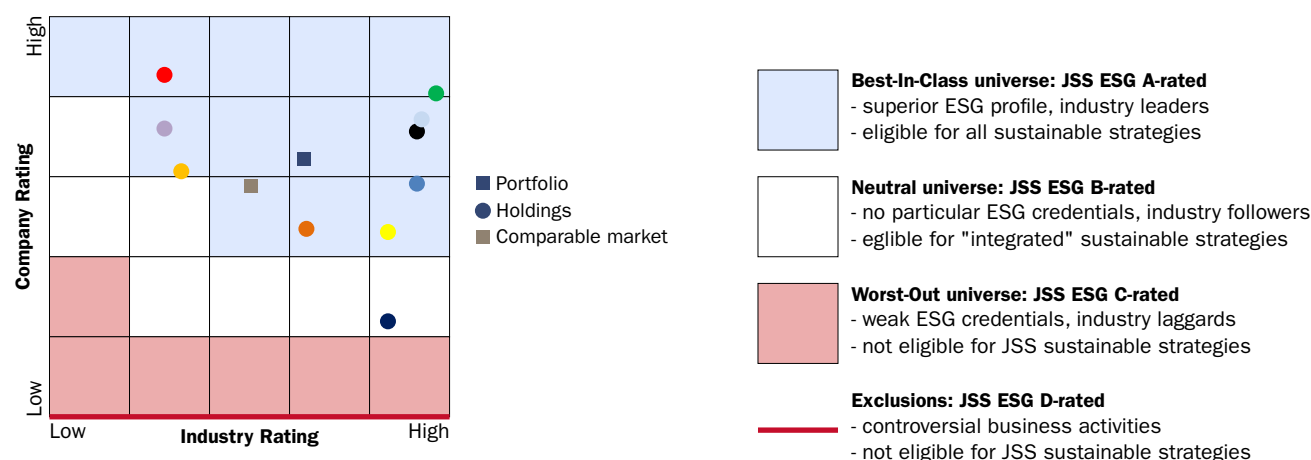 High
Company Rating
Low
Low
Industry Rating
High
Portfolio
Holdings
Comparable market
Best-In-Class universe: JSS ESG A-rated
- superior ESG profile, industry leaders
- eligible for all sustainable strategies
Neutral universe: JSS ESG B-rated
- no particular ESG credentials, industry followers
- eglible for "integrated" sustainable strategies
Worst-Out universe: JSS ESG C-rated
- weak ESG credentials, industry laggards
- not eligible for JSS sustainable strategies
Exclusions: JSS ESG D-rated
- controversial business activities
- not eligible for JSS sustainable strategies